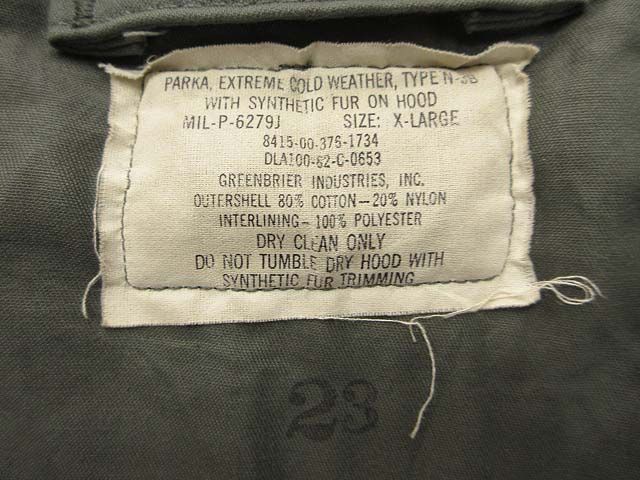 PARKA, EXTREME COLD WEATHER, TYPE N-3B
WITH SYNTHETIC FUR ON HOOD
MIL-P-6279J SIZE: X-LARGE
8415-00-376-1734
DLA100-82-C-0653
GREENBRIER INDUSTRIES, INC.
OUTERSHELL 80% COTTON-20% NYLON
INTERLINING-100% POLYESTER
DRY CLEAN ONLY
DO NOT TUMBLE DRY HOOD WITH
SYNTHETIC FUR TRIMMING
23